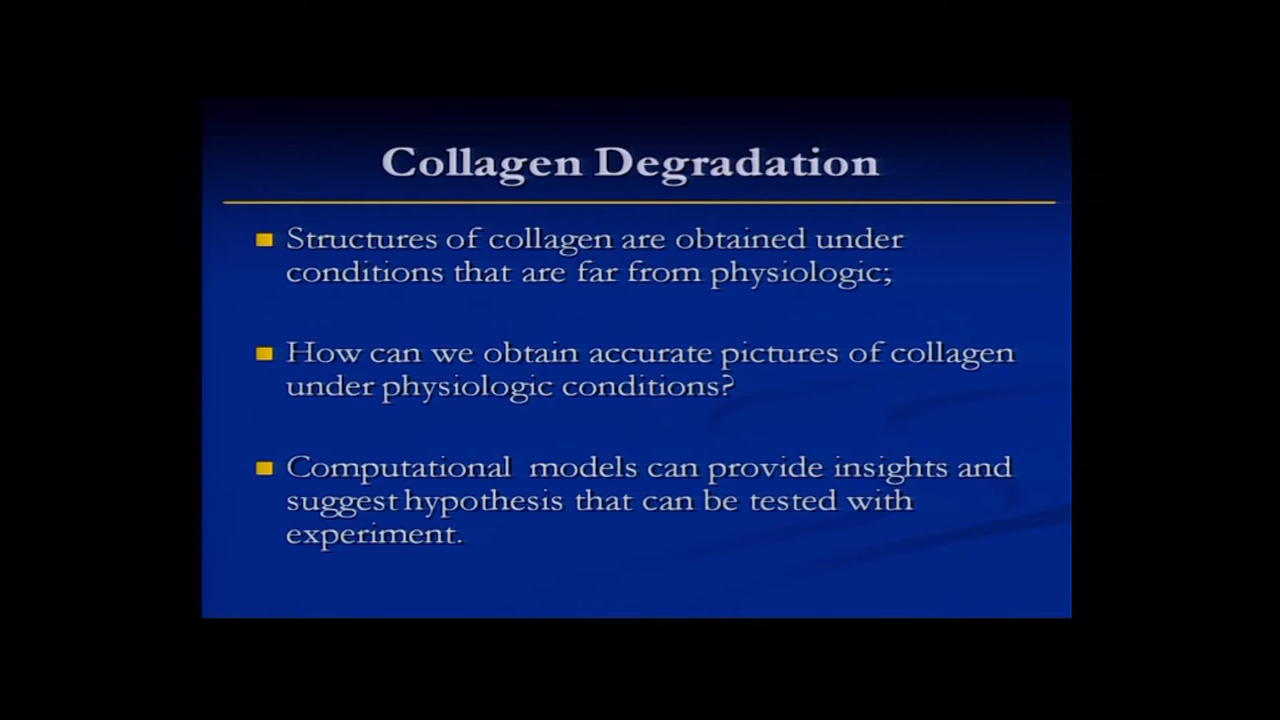 Collagen Degradation
Structures of collagen are obtained under
conditions that are far from physiologic;
How can we obtain accurate pictures of collagen
under physiologic conditions?
Computational models can provide insights and
suggest hypothesis that can be tested with
experiment.